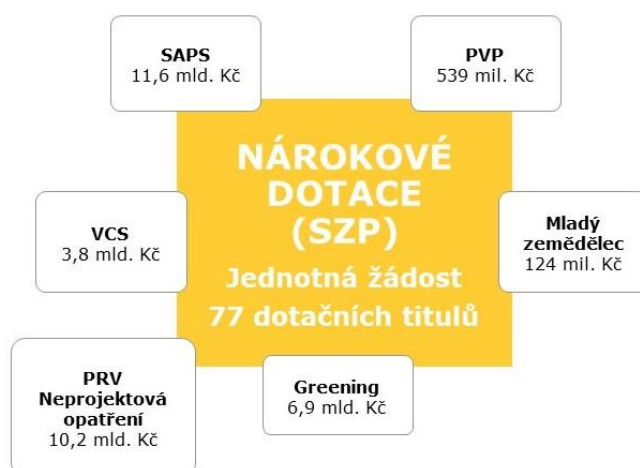 SAPS
11,6 mld. Kč
PVP
539 mil. Kč
NÁROKOVÉ
DOTACE
(SZP)
Jednotná žádost
77 dotačních titulů
VCS
3,8 mld. Kč
Mladý
zemědělec
124 mil. Kč
PRV
Neprojektová
opatření
10,2 mld. Kč
Greening
6,9 mld. Kč